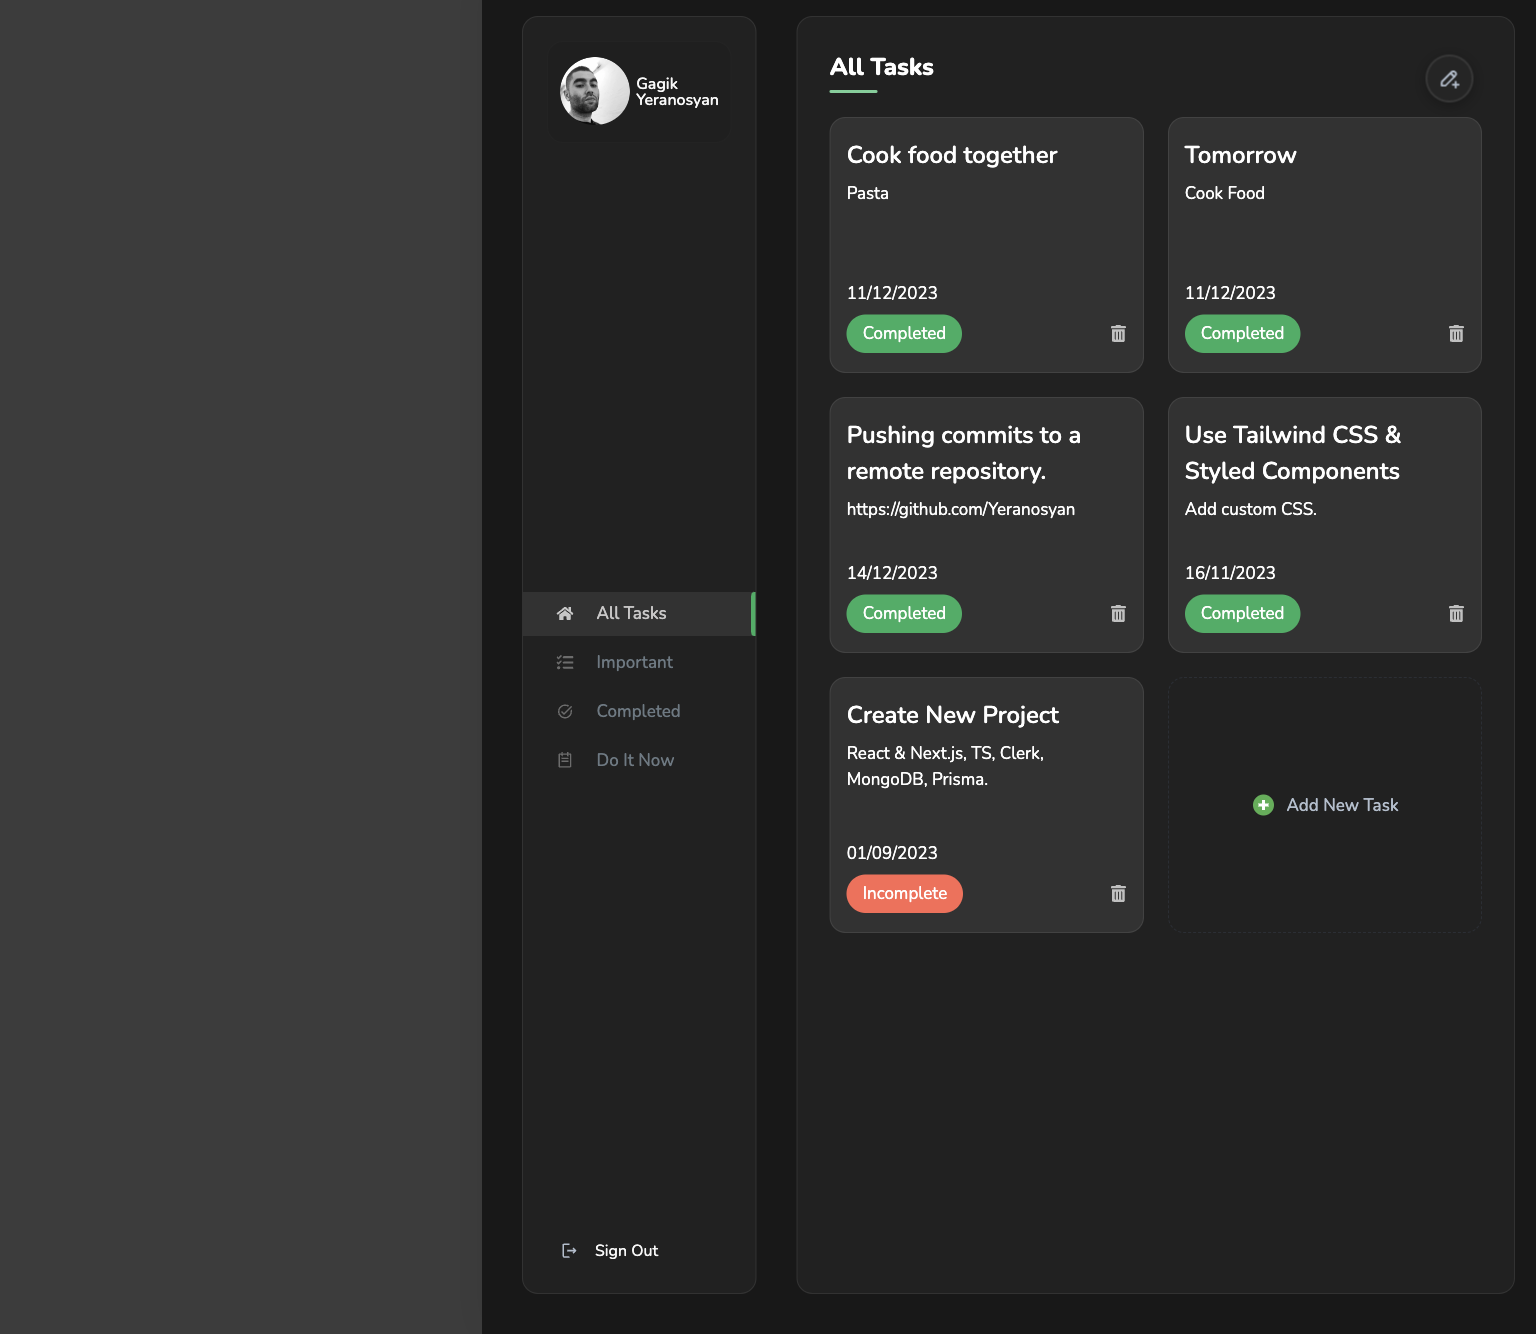 Gagik
Yeranosyan
All Tasks
Important
Completed
Do It Now
Sign Out
All Tasks
Cook food together
Pasta
11/12/2023
Completed
Tomorrow
Cook Food
11/12/2023
Completed
Pushing commits to a
remote repository.
https://github.com/Yeranosyan
14/12/2023
Completed
Use Tailwind CSS &
Styled Components
Add custom CSS.
16/11/2023
Completed
Create New Project
React & Next.js, TS, Clerk,
MongoDB, Prisma.
01/09/2023
Incomplete
Add New Task